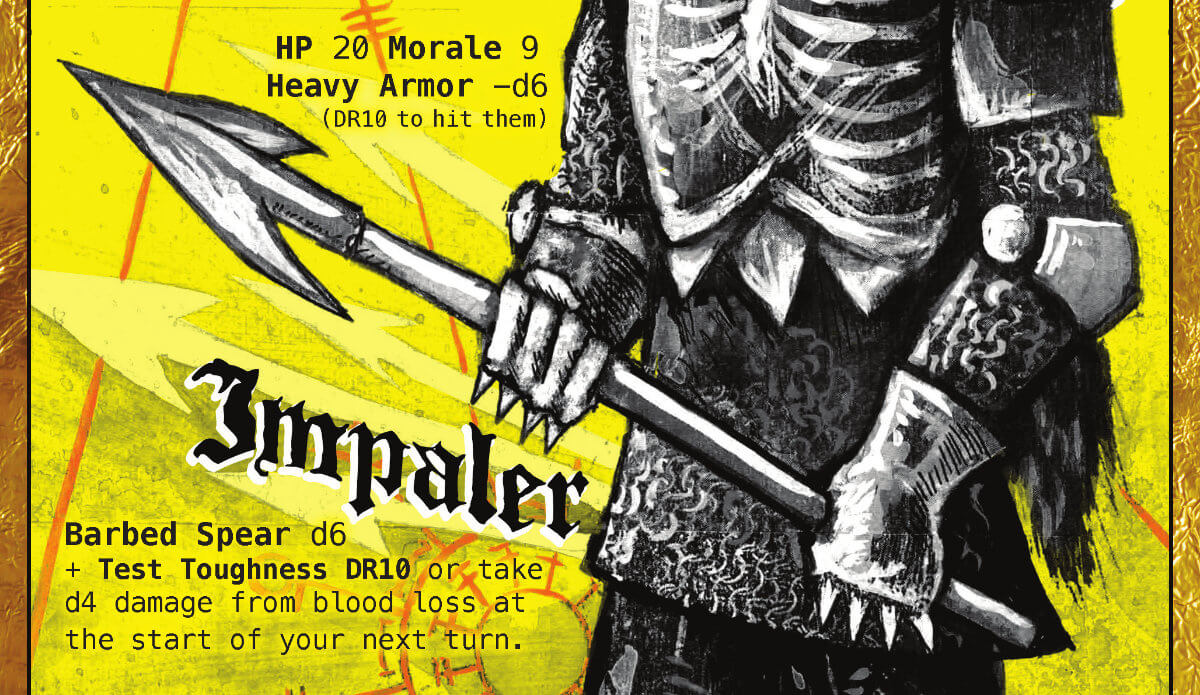 HP 20 Morale 9
Heavy Armor –d6
(DR10 to hit them)
Impaler
Barbed Spear d6
+ Test Toughness DR10 or take
d4 damage from blood loss at
the start of your next turn.